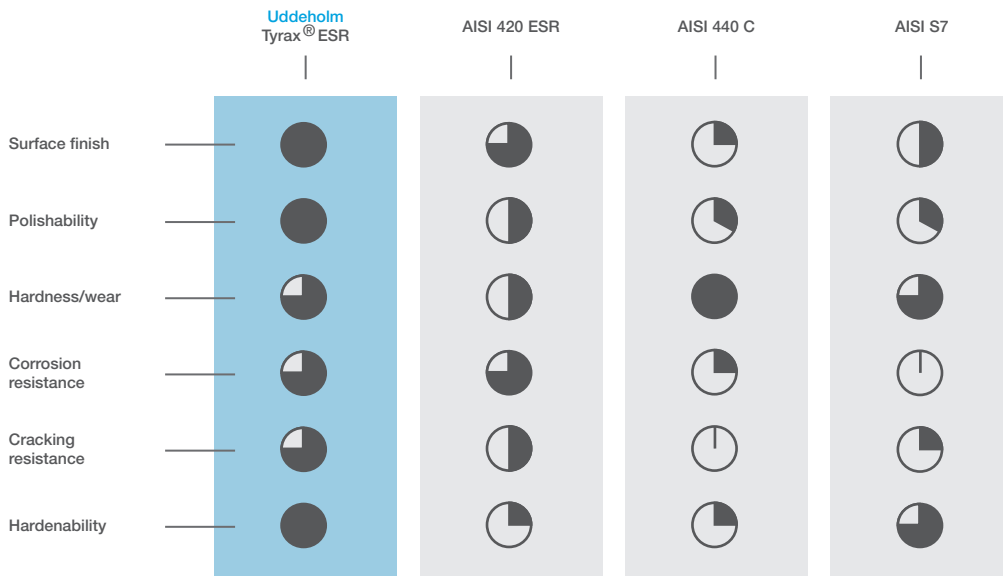 Uddeholm
Tyrax® ESR
AISI 420 ESR
AISI 440 C
AISI S7
Surface finish
Polishability
Hardness/wear
Corrosion
resistance
Cracking
resistance
Hardenability